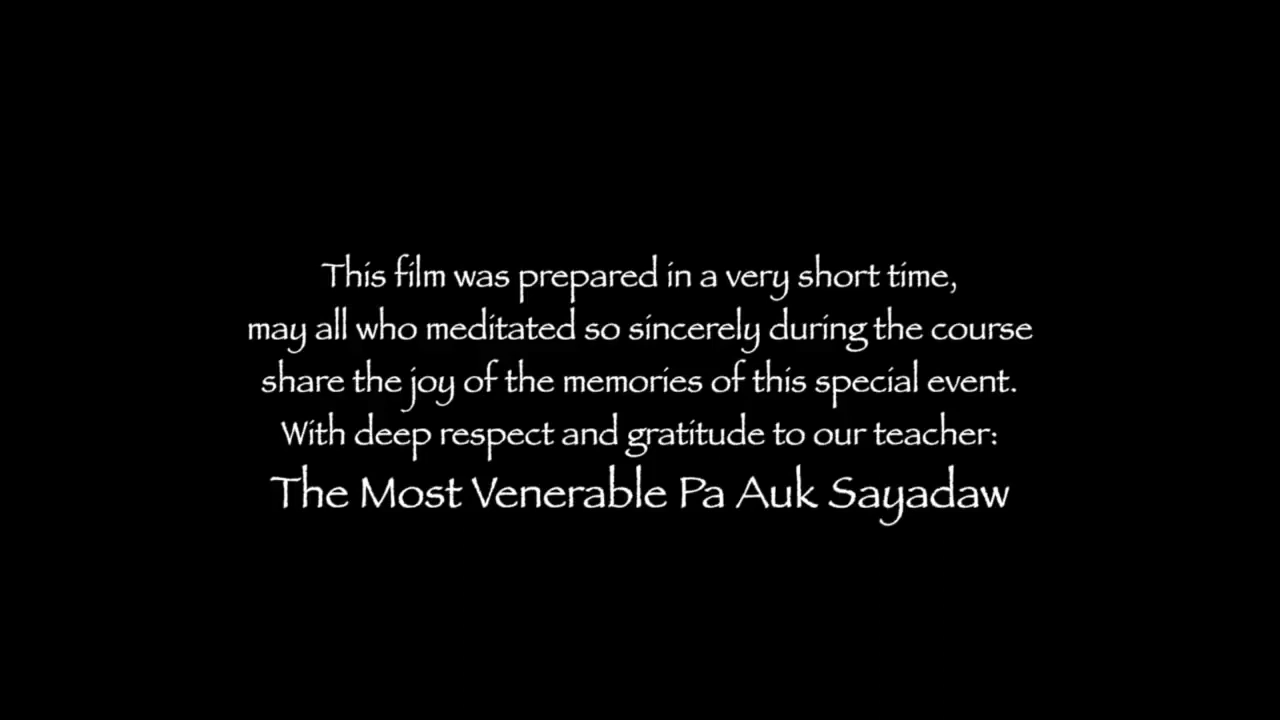 This film was prepared in a very short time,
may all who meditated so sincerely during the course
share the joy of the memories of this special event.
With deep respect and gratitude to our teacher:
The Most Venerable Pa Auk Sayadaw